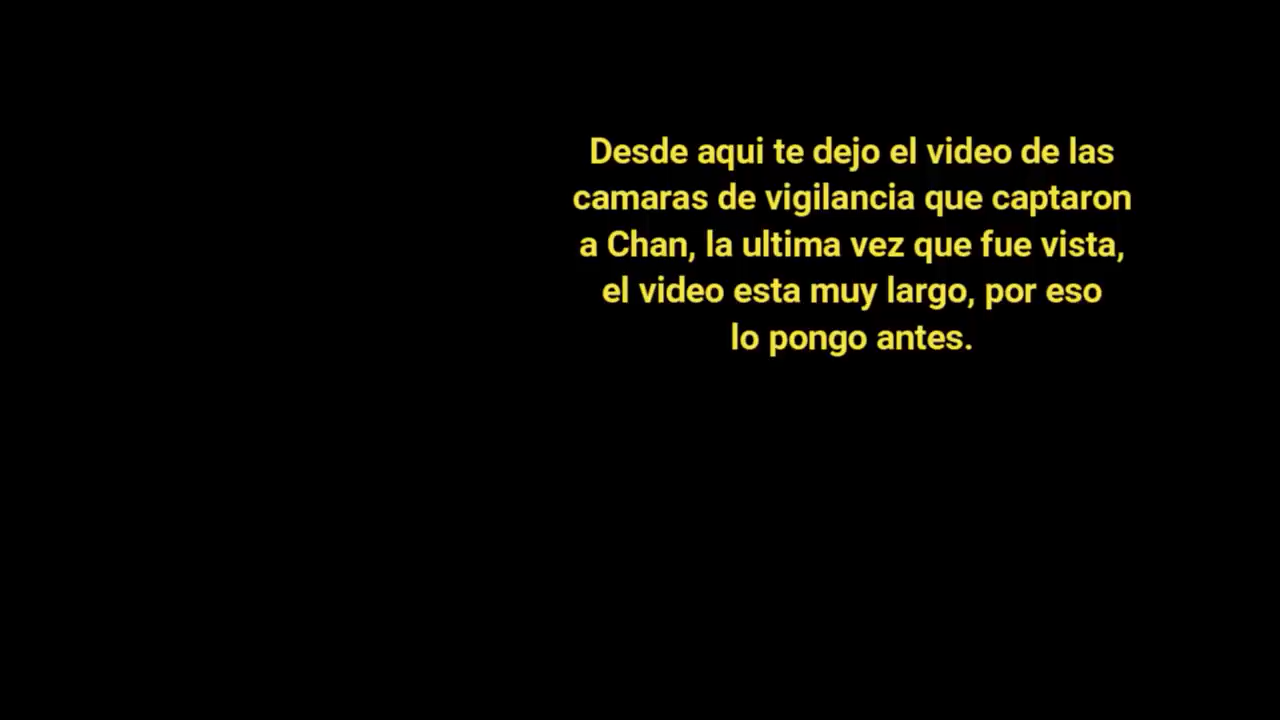 Desde aqui te dejo el video de las
camaras de vigilancia que captaron
a Chan, la ultima vez que fue vista,
el video esta muy largo, por eso
lo pongo antes.